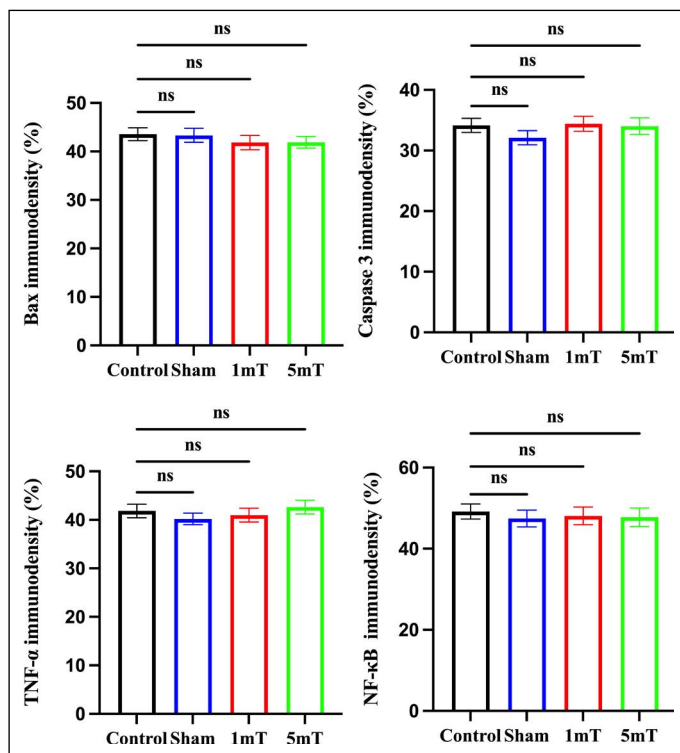 ns
ns
ns
Bax immunodensity (%)
50
40
30
20
10
0
Control Sham 1mT 5mT
ns
ns
ns
Caspase 3 immunodensity (%)
40
30
20
10
0
Control Sham 1mT 5mT
ns
ns
ns
TNF-α immunodensity (%)
50
40
30
20
10
0
Control Sham 1mT 5mT
ns
ns
ns
NF-κB immunodensity (%)
60
40
20
0
Control Sham 1mT 5mT